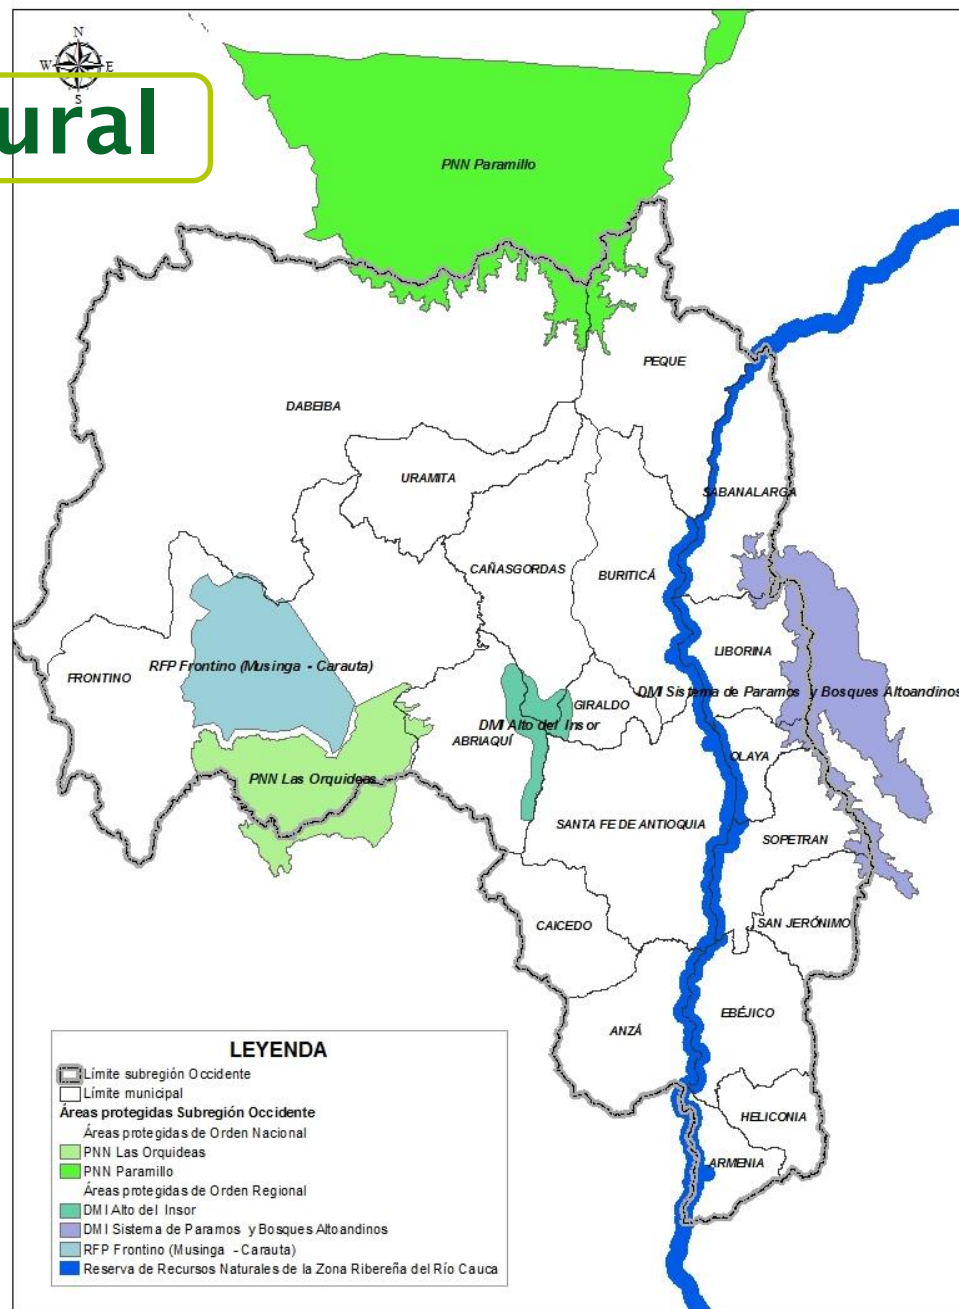 N
W E
S
ural
PNN Paramillo
PEQUE
DABEIBA
URAMITA
SABANALARGA
CAÑASGORDAS
BURITICÁ
LIBORINA
RFP Frontino (Musinga - Carauta)
FRONTINO
DMI Sistema de Paramos y Bosques Altoandinos
GIRALDO
DMI Alto del Insor
ABRIAQUÍ
OLAYA
PNN Las Orquideas
SANTA FE DE ANTIOQUIA
SOPETRAN
CAICEDO
SAN JERÓNIMO
EBÉJICO
ANZÁ
HELICONIA
ARMENIA
LEYENDA
Límite subregión Occidente
Límite municipal
Áreas protegidas Subregión Occidente
Áreas protegidas de Orden Nacional
PNN Las Orquideas
PNN Paramillo
Áreas protegidas de Orden Regional
DMI Alto del Insor
DMI Sistema de Paramos y Bosques Altoandinos
RFP Frontino (Musinga - Carauta)
Reserva de Recursos Naturales de la Zona Ribereña del Río Cauca